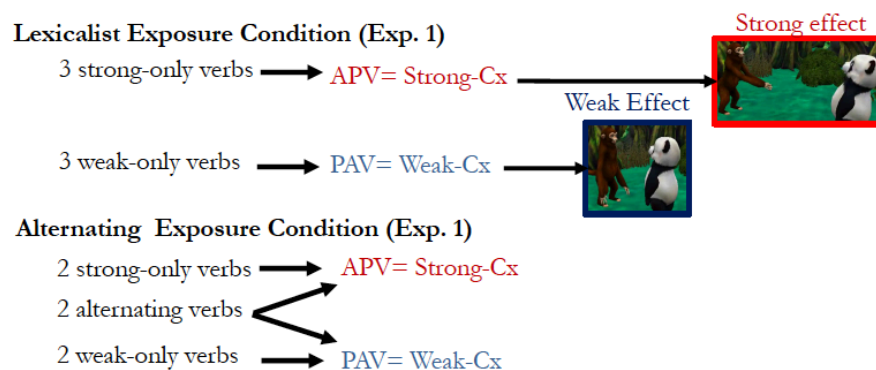 Strong effect
Lexicalist Exposure Condition (Exp. 1)
3 strong-only verbs APV= Strong-Cx
Weak Effect
3 weak-only verbs PAV= Weak-Cx
Alternating Exposure Condition (Exp. 1)
2 strong-only verbs APV= Strong-Cx
2 alternating verbs
2 weak-only verbs PAV= Weak-Cx